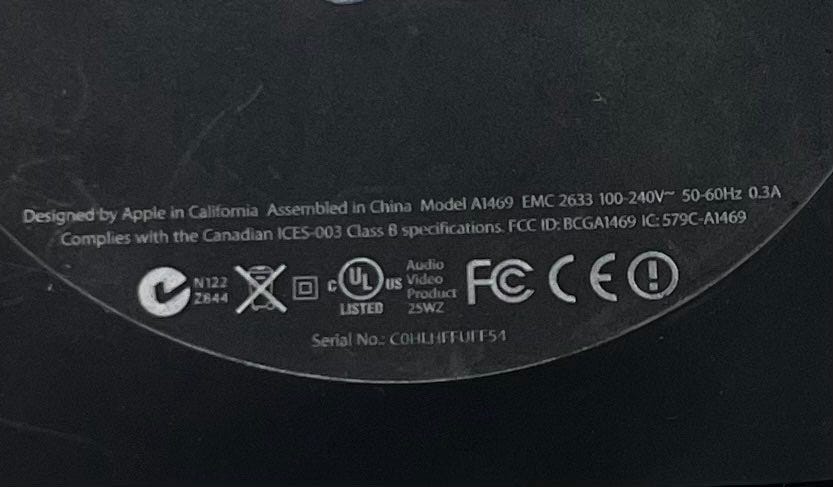 Designed by Apple in California Assembled in China Model A1469 EMC 2633 100-240V~ 50-60Hz 0.3A
Complies with the Canadian ICES-003 Class B specifications. FCC ID: BCGA1469 IC: 579C-A1469
N122
Z844
C UL US
LISTED
Audio
Video
Product
25WZ
FC CE
Serial No.: